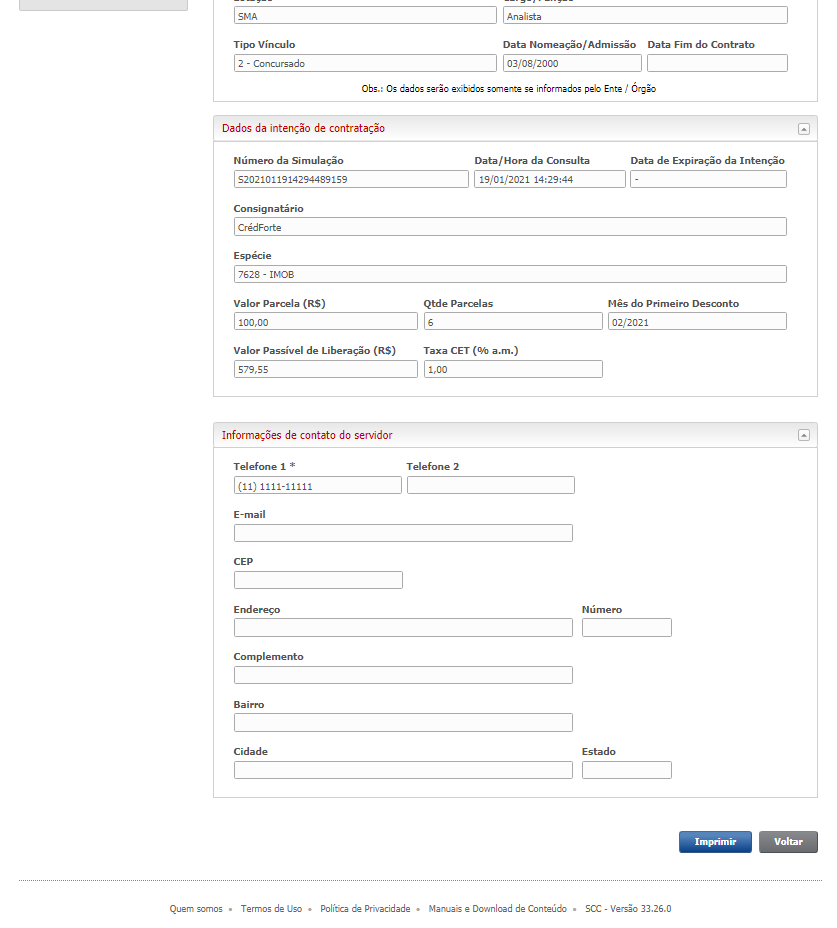 SMA Analista
Tipo Vínculo Data Nomeação/Admissão Data Fim do Contrato
2 - Concursado 03/08/2000
Obs.: Os dados serão exibidos somente se informados pelo Ente / Órgão
Dados da intenção de contratação
Número da Simulação Data/Hora da Consulta Data de Expiração da Intenção
S2021011914294489159 19/01/2021 14:29:44 -
Consignatário
CrédForte
Espécie
7628 - IMOB
Valor Parcela (R$) Qtde Parcelas Mês do Primeiro Desconto
100,00 6 02/2021
Valor Passível de Liberação (R$) Taxa CET (% a.m.)
579,55 1,00
Informações de contato do servidor
Telefone 1 * Telefone 2
(11) 1111-11111
E-mail
CEP
Endereço Número
Complemento
Bairro
Cidade Estado
Imprimir Voltar
Quem somos • Termos de Uso • Política de Privacidade • Manuais e Download de Conteúdo • SCC - Versão 33.26.0